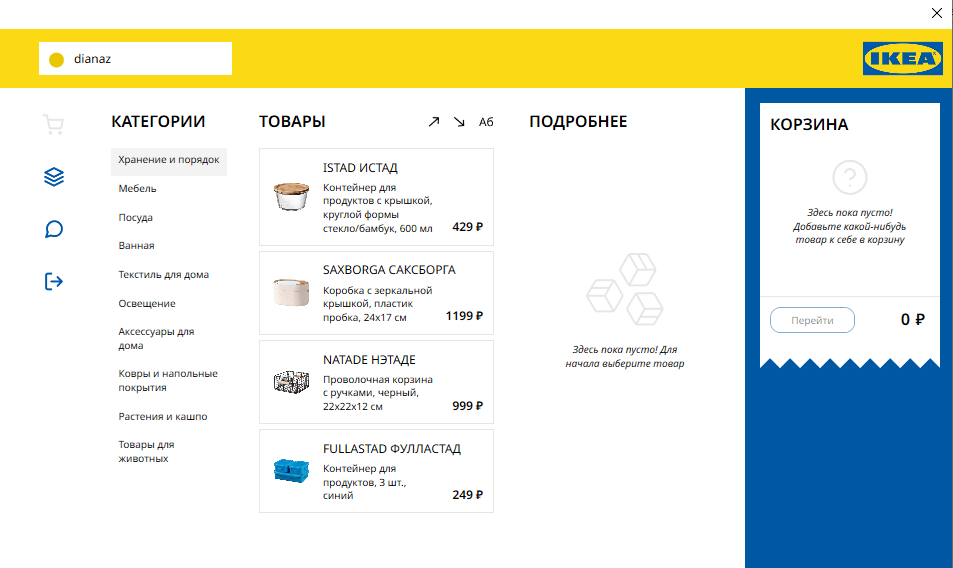 dianaz
IKEA
КАТЕГОРИИ
Хранение и порядок
Мебель
Посуда
Ванная
Текстиль для дома
Освещение
Аксессуары для
дома
Ковры и напольные
покрытия
Растения и кашпо
Товары для
животных
ТОВАРЫ
Аб
ISTAD ИСТАД
Контейнер для
продуктов с крышкой,
круглой формы
стекло/бамбук, 600 мл
429 ₽
SAXBORGA САКСБОРГА
Коробка с зеркальной
крышкой, пластик
пробка, 24x17 см
1199 ₽
NATADE НЭТАДЕ
Проволочная корзина
с ручками, черный,
22x22x12 см
999 ₽
FULLASTAD ФУЛЛАСТАД
Контейнер для
продуктов, 3 шт.,
синий
249 ₽
ПОДРОБНЕЕ
Здесь пока пусто! Для
начала выберите товар
КОРЗИНА
Здесь пока пусто!
Добавьте какой-нибудь
товар к себе в корзину
Перейти
0 ₽